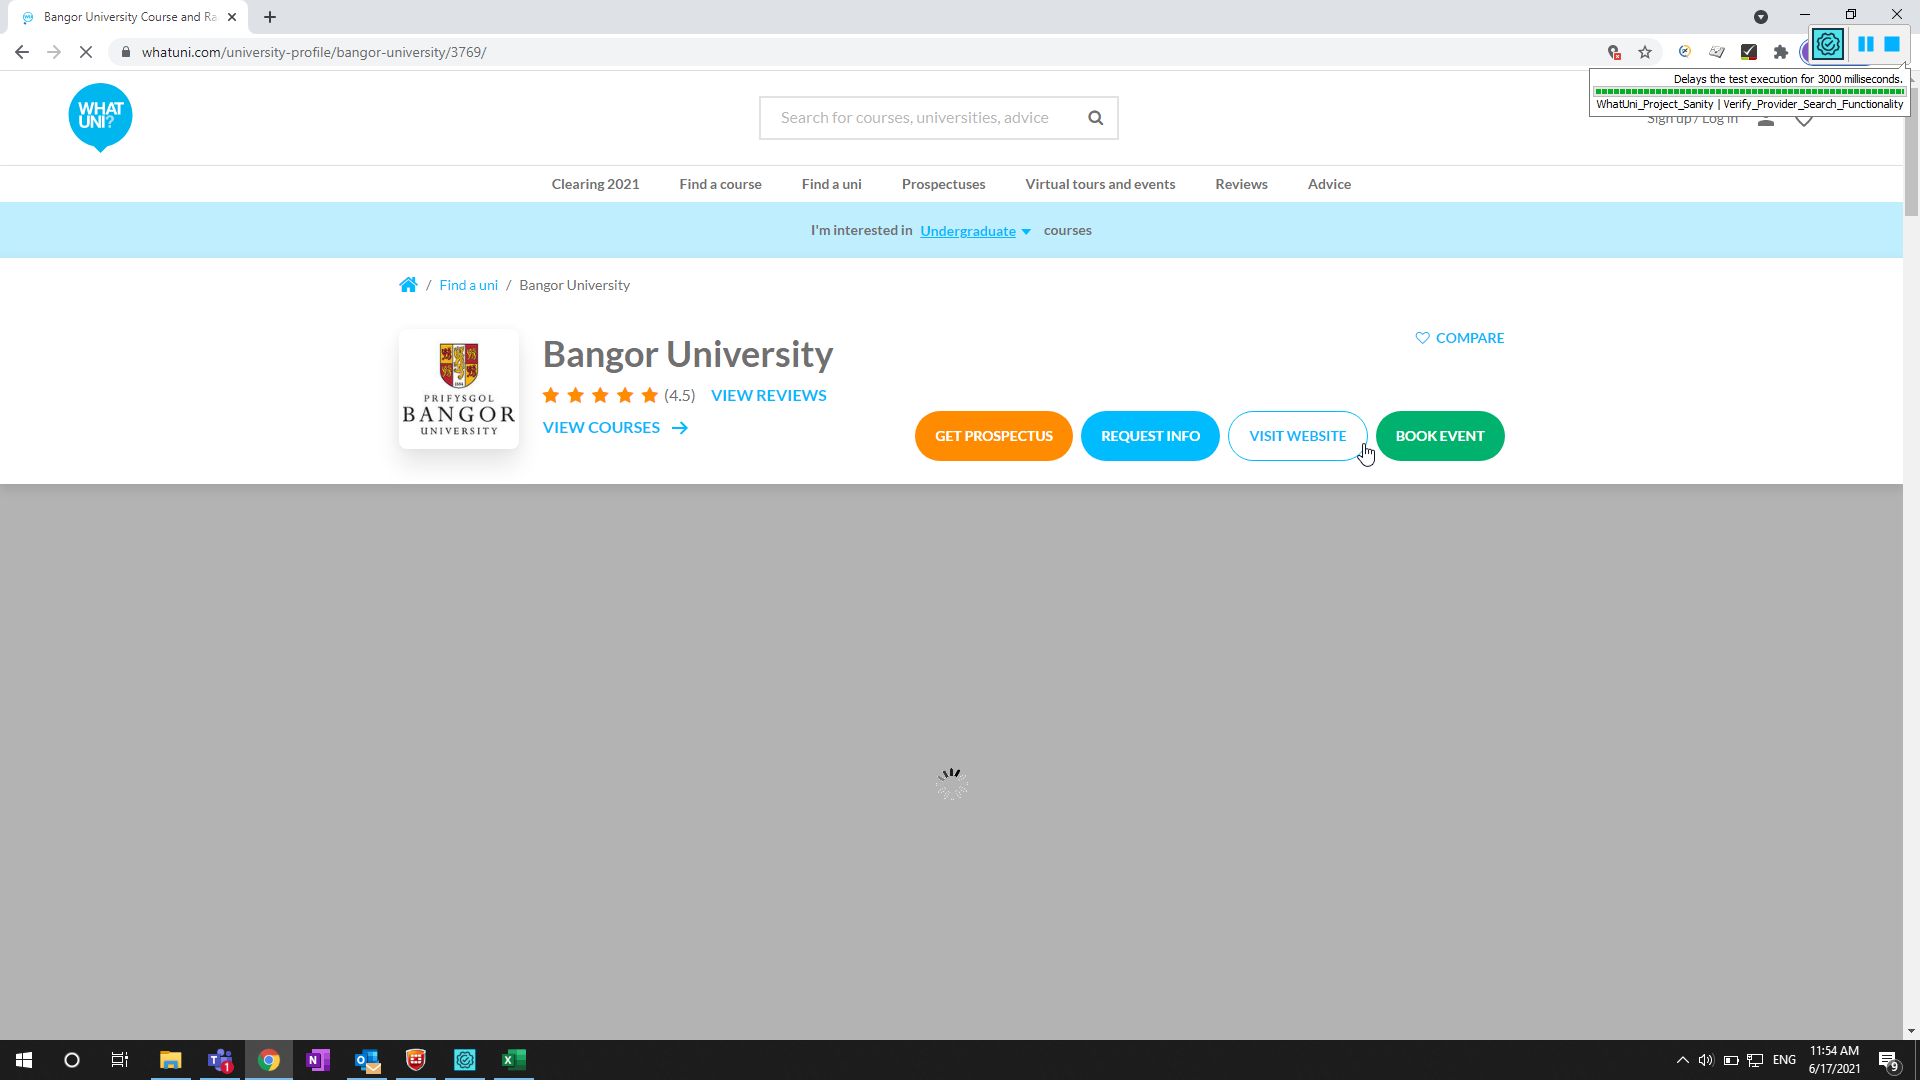 Bangor University Course and Ra
whatuni.com/university-profile/bangor-university/3769/
Delays the test execution for 3000 milliseconds.
WhatUni_Project_Sanity | Verify_Provider_Search_Functionality
WHAT
UNI?
Search for courses, universities, advice
Sign up / Log in
Clearing 2021 Find a course Find a uni Prospectuses Virtual tours and events Reviews Advice
I'm interested in Undergraduate courses
/ Find a uni / Bangor University
PRIFYSGOL
BANGOR
UNIVERSITY
Bangor University
COMPARE
(4.5) VIEW REVIEWS
VIEW COURSES
GET PROSPECTUS REQUEST INFO VISIT WEBSITE BOOK EVENT
ENG
11:54 AM
6/17/2021
1
9